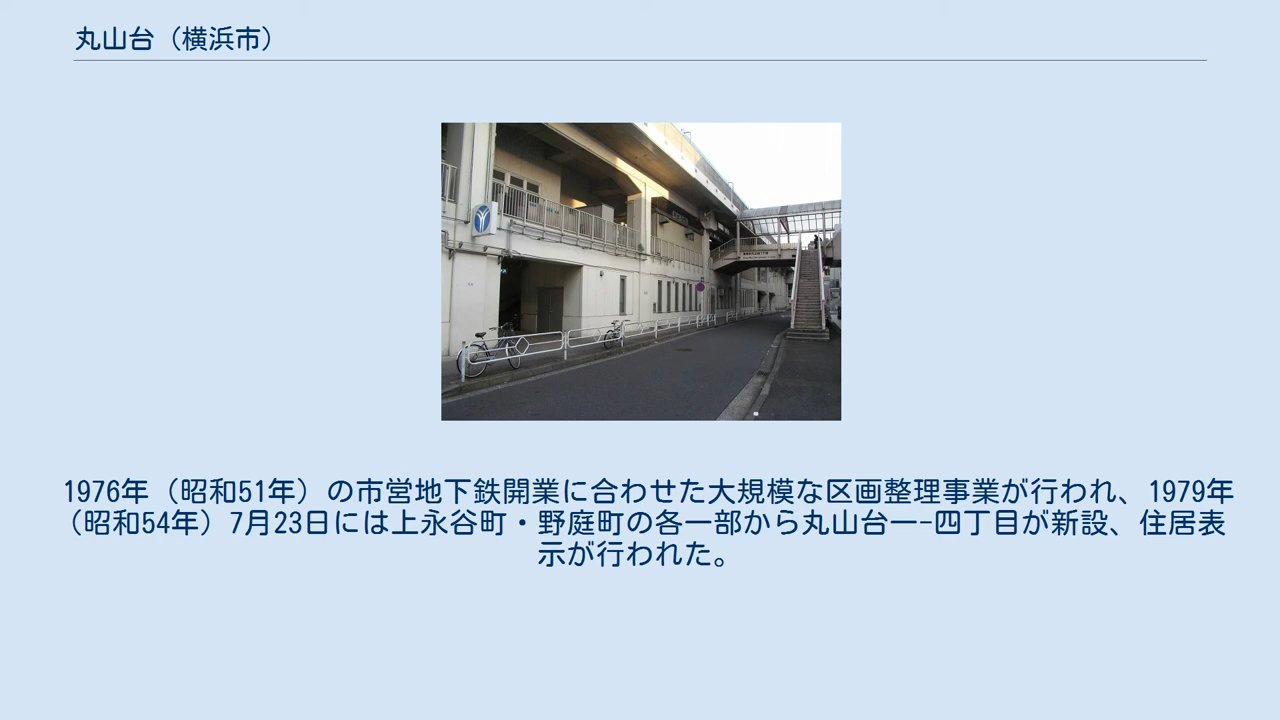 丸山台（横浜市）
1976年（昭和51年）の市営地下鉄開業に合わせた大規模な区画整理事業が行われ、1979年
（昭和54年）7月23日には上永谷町・野庭町の各一部から丸山台一-四丁目が新設、住居表
示が行われた。